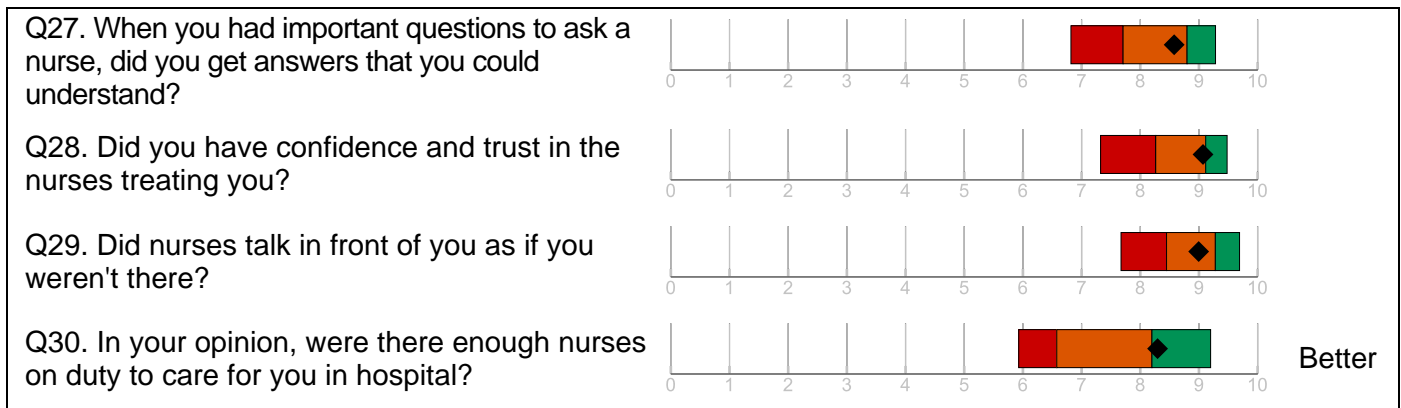 Q27. When you had important questions to ask a
nurse, did you get answers that you could
understand?
0 1 2 3 4 5 6 7 8 9 10
Q28. Did you have confidence and trust in the
nurses treating you?
0 1 2 3 4 5 6 7 8 9 10
Q29. Did nurses talk in front of you as if you
weren't there?
0 1 2 3 4 5 6 7 8 9 10
Q30. In your opinion, were there enough nurses
on duty to care for you in hospital?
Better
0 1 2 3 4 5 6 7 8 9 10